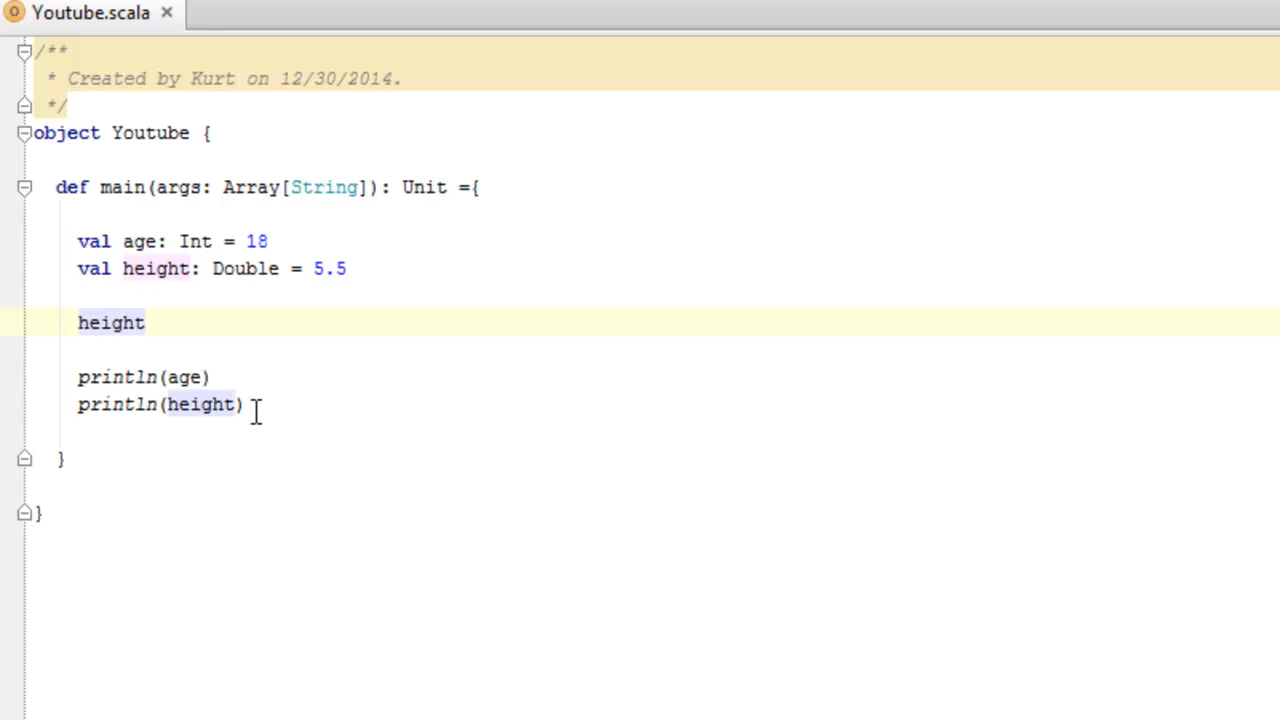 Youtube.scala
/**
 * Created by Kurt on 12/30/2014.
 */
object Youtube {
def main(args: Array[String]): Unit ={
val age: Int = 18
val height: Double = 5.5
height
println(age)
println(height)
}
}